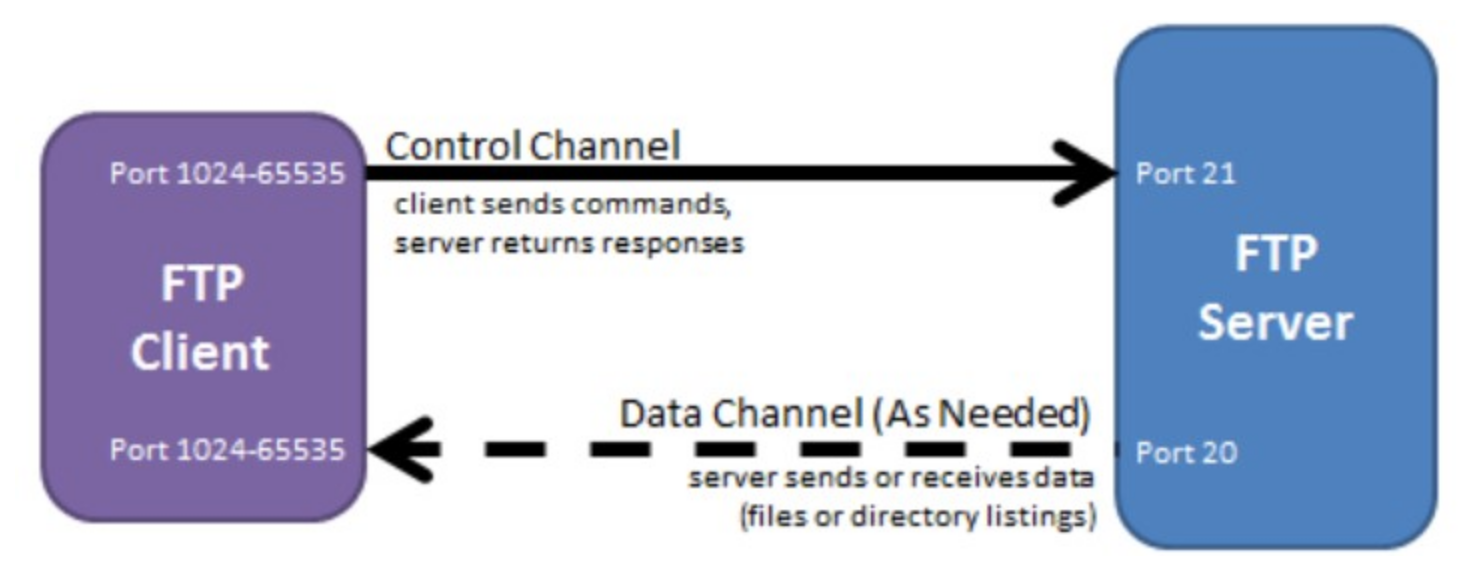 Control Channel
Port 1024-65535
Port 21
client sends commands,
server returns responses
FTP
Client
FTP
Server
Data Channel (As Needed)
Port 1024-65535
Port 20
server sends or receives data
(files or directory listings)